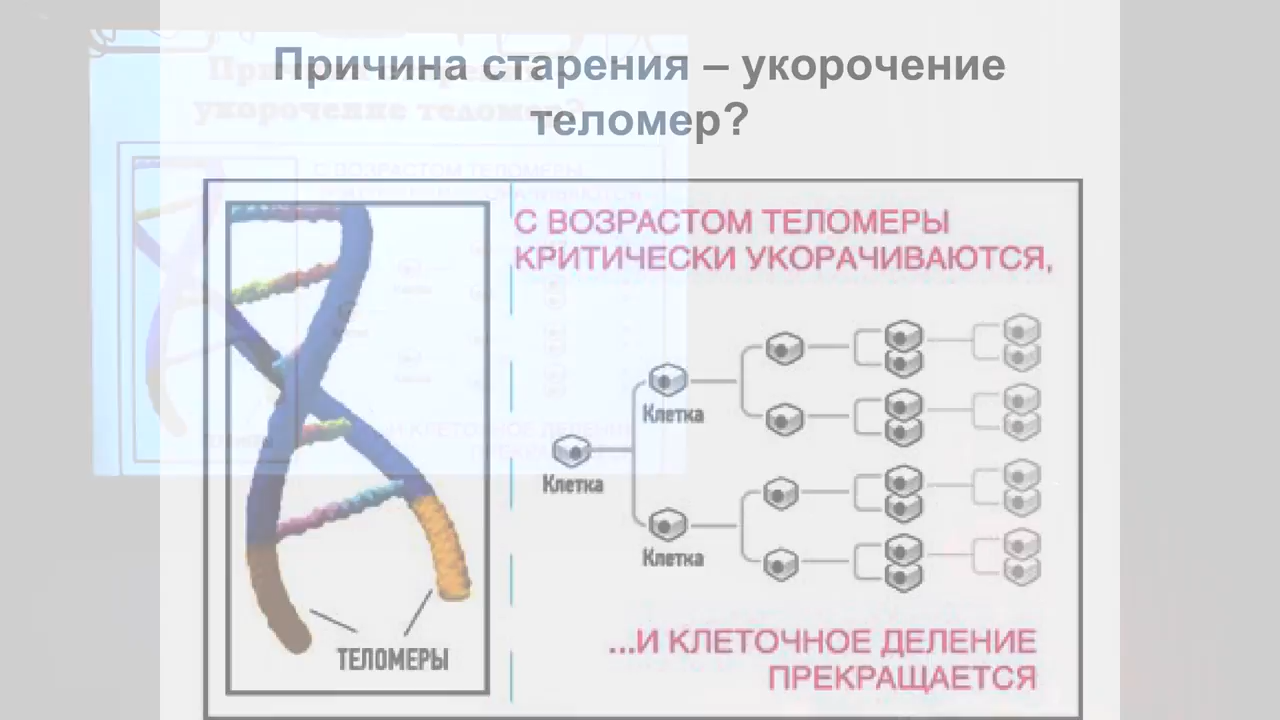 Причина старения – укорочение
теломер?
С ВОЗРАСТОМ ТЕЛОМЕРЫ
КРИТИЧЕСКИ УКОРАЧИВАЮТСЯ,
Клетка
Клетка
Клетка
ТЕЛОМЕРЫ
...И КЛЕТОЧНОЕ ДЕЛЕНИЕ
ПРЕКРАЩАЕТСЯ